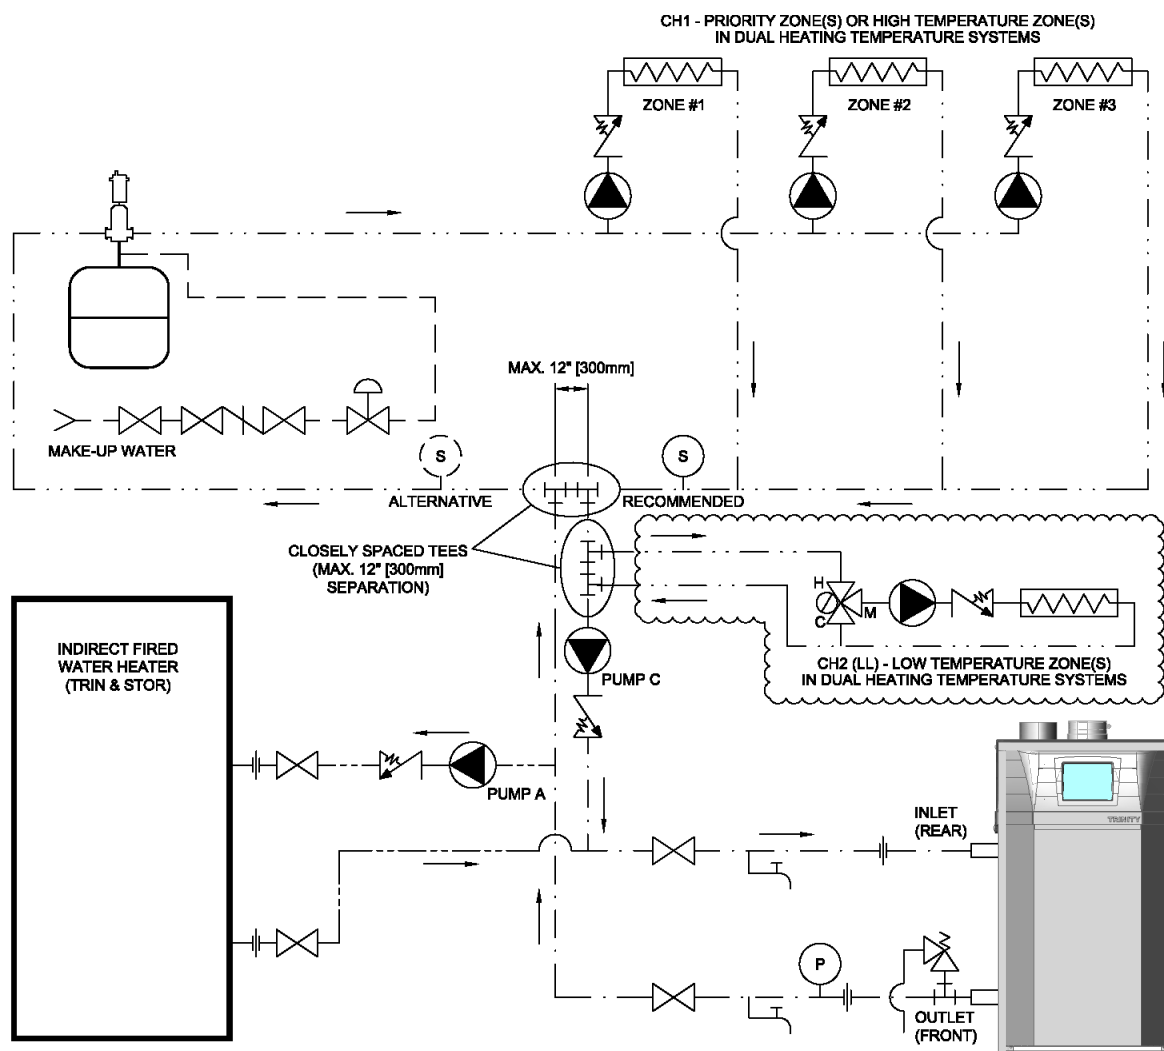 CH1 - PRIORITY ZONE(S) OR HIGH TEMPERATURE ZONE(S)
IN DUAL HEATING TEMPERATURE SYSTEMS
ZONE #1
ZONE #2
ZONE #3
MAX. 12" [300mm]
MAKE-UP WATER
S
S
ALTERNATIVE
RECOMMENDED
CLOSELY SPACED TEES
(MAX. 12" [300mm]
SEPARATION)
H
M
C
CH2 (LL) - LOW TEMPERATURE ZONE(S)
IN DUAL HEATING TEMPERATURE SYSTEMS
INDIRECT FIRED
WATER HEATER
(TRIN & STOR)
PUMP C
PUMP A
INLET
(REAR)
TRINITY
P
OUTLET
(FRONT)